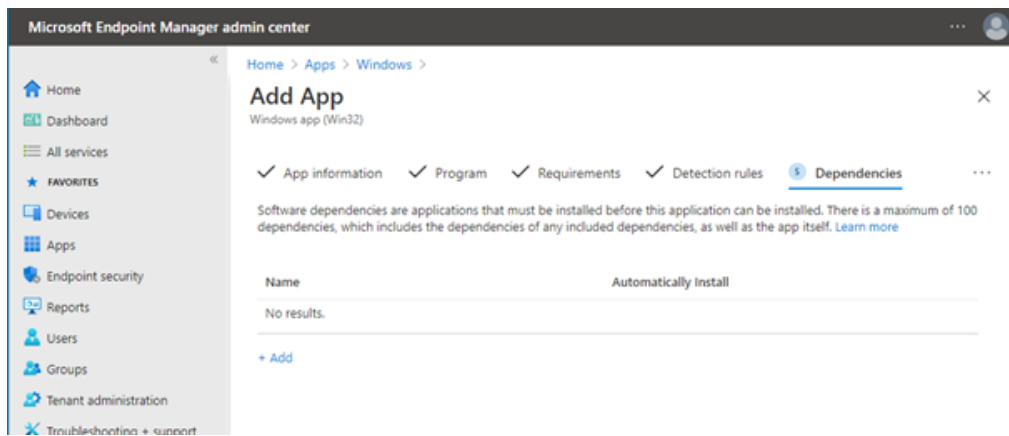 Microsoft Endpoint Manager admin center
...
«
Home
Dashboard
All services
FAVORITES
Devices
Apps
Endpoint security
Reports
Users
Groups
Tenant administration
Troubleshooting + support
Home > Apps > Windows >
Add App
Windows app (Win32)
App information Program Requirements Detection rules 5 Dependencies ...
Software dependencies are applications that must be installed before this application can be installed. There is a maximum of 100
dependencies, which includes the dependencies of any included dependencies, as well as the app itself. Learn more
Name Automatically Install
No results.
+ Add